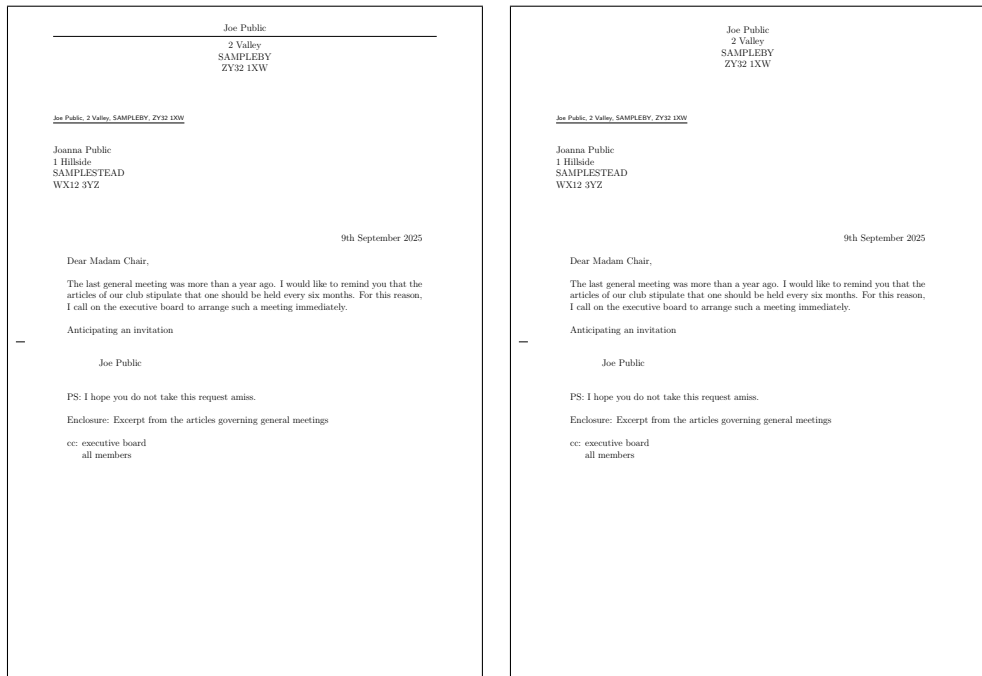 Joe Public
2 Valley
SAMPLEBY
ZY32 1XW
Joe Public, 2 Valley, SAMPLEBY, ZY32 1XW
Joanna Public
1 Hillside
SAMPLESTEAD
WX12 3YZ
9th September 2025
Dear Madam Chair,
The last general meeting was more than a year ago. I would like to remind you that the
articles of our club stipulate that one should be held every six months. For this reason,
I call on the executive board to arrange such a meeting immediately.
Anticipating an invitation
Joe Public
PS: I hope you do not take this request amiss.
Enclosure: Excerpt from the articles governing general meetings
cc: executive board
all members
Joe Public
2 Valley
SAMPLEBY
ZY32 1XW
Joe Public, 2 Valley, SAMPLEBY, ZY32 1XW
Joanna Public
1 Hillside
SAMPLESTEAD
WX12 3YZ
9th September 2025
Dear Madam Chair,
The last general meeting was more than a year ago. I would like to remind you that the
articles of our club stipulate that one should be held every six months. For this reason,
I call on the executive board to arrange such a meeting immediately.
Anticipating an invitation
Joe Public
PS: I hope you do not take this request amiss.
Enclosure: Excerpt from the articles governing general meetings
cc: executive board
all members